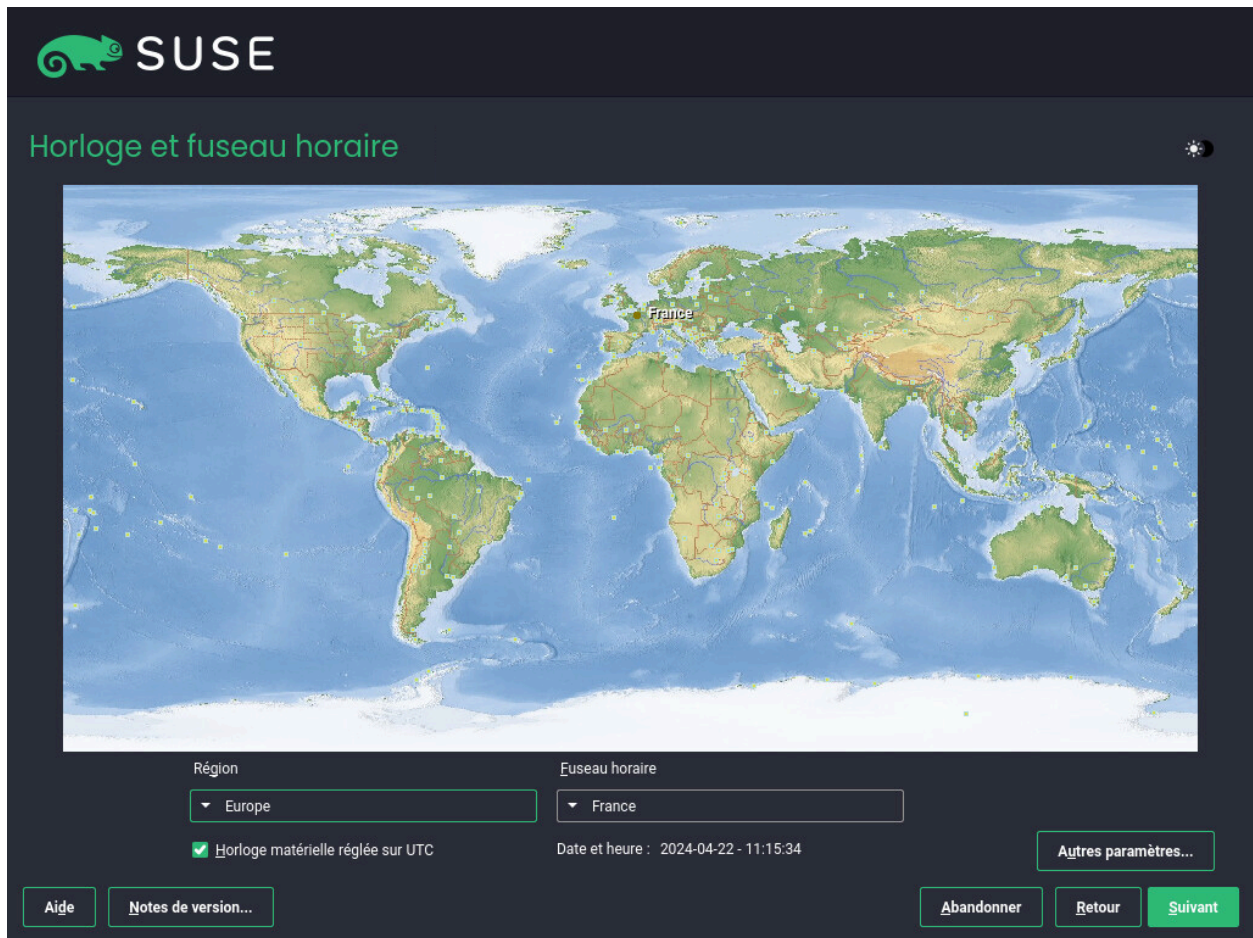 SUSE
Horloge et fuseau horaire
France
Région
Fuseau horaire
Europe
France
Horloge matérielle réglée sur UTC
Date et heure : 2024-04-22 - 11:15:34
Autres paramètres...
Aide
Notes de version...
Abandonner
Retour
Suivant